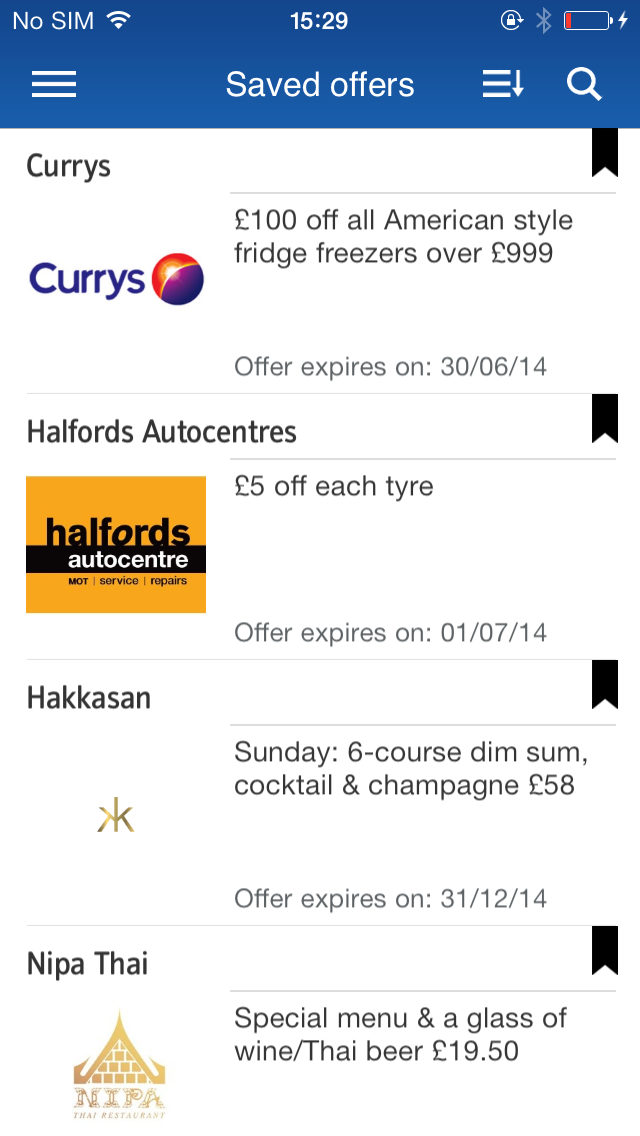 No SIM 15:29
Saved offers
Currys
Currys
£100 off all American style
fridge freezers over £999
Offer expires on: 30/06/14
Halfords Autocentres
halfords
autocentre
MOT | service | repairs
£5 off each tyre
Offer expires on: 01/07/14
Hakkasan
Sunday: 6-course dim sum,
cocktail & champagne £58
Offer expires on: 31/12/14
Nipa Thai
NIPA
THAI RESTAURANT
Special menu & a glass of
wine/Thai beer £19.50